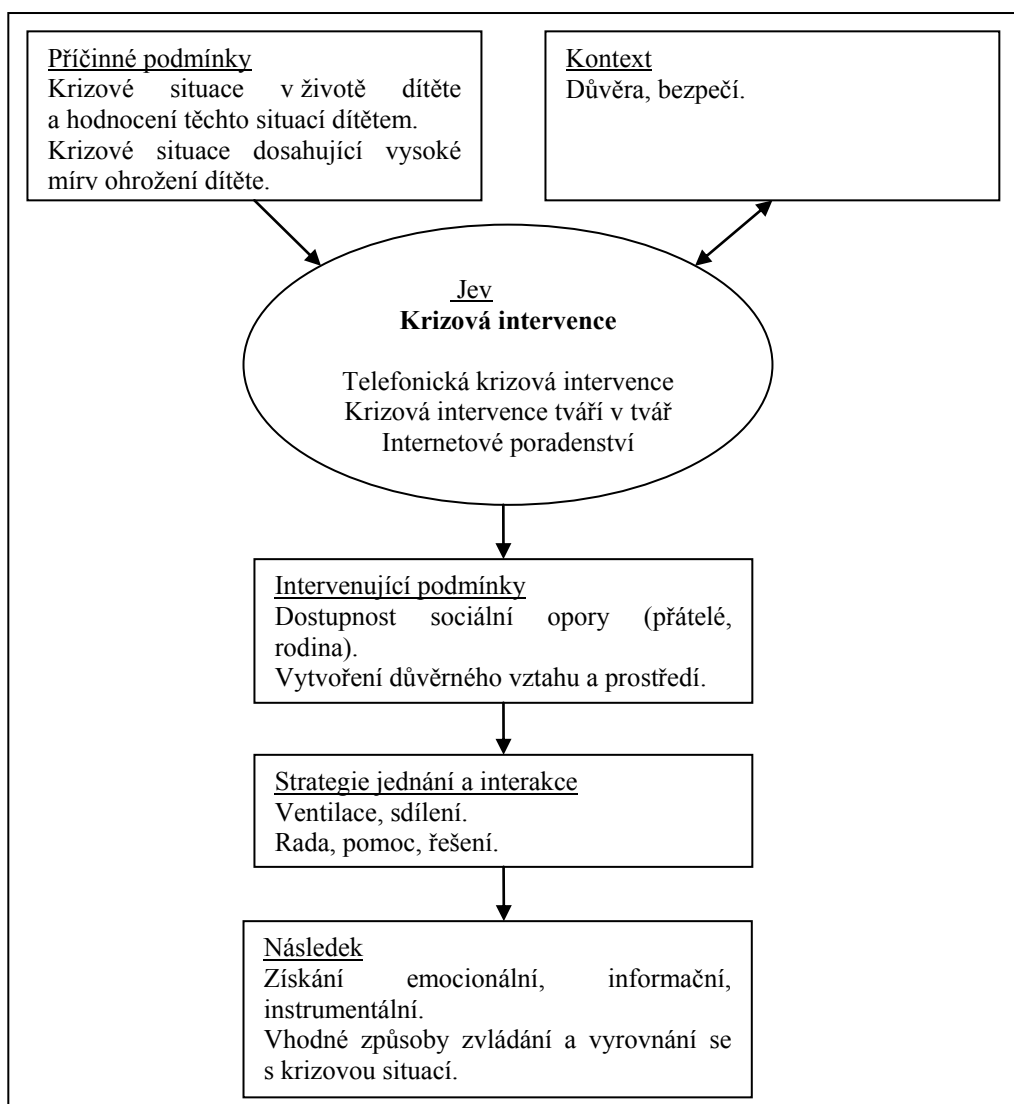 Příčinné podmínky
Krizové situace v životě dítěte
a hodnocení těchto situací dítětem.
Krizové situace dosahující vysoké
míry ohrožení dítěte.
Kontext
Důvěra, bezpečí.
Jev
Krizová intervence
Telefonická krizová intervence
Krizová intervence tváří v tvář
Internetové poradenství
Intervenující podmínky
Dostupnost sociální opory (přátelé,
rodina).
Vytvoření důvěrného vztahu a prostředí.
Strategie jednání a interakce
Ventilace, sdílení.
Rada, pomoc, řešení.
Následek
Získání emocionální, informační,
instrumentální.
Vhodné způsoby zvládání a vyrovnání se
s krizovou situací.